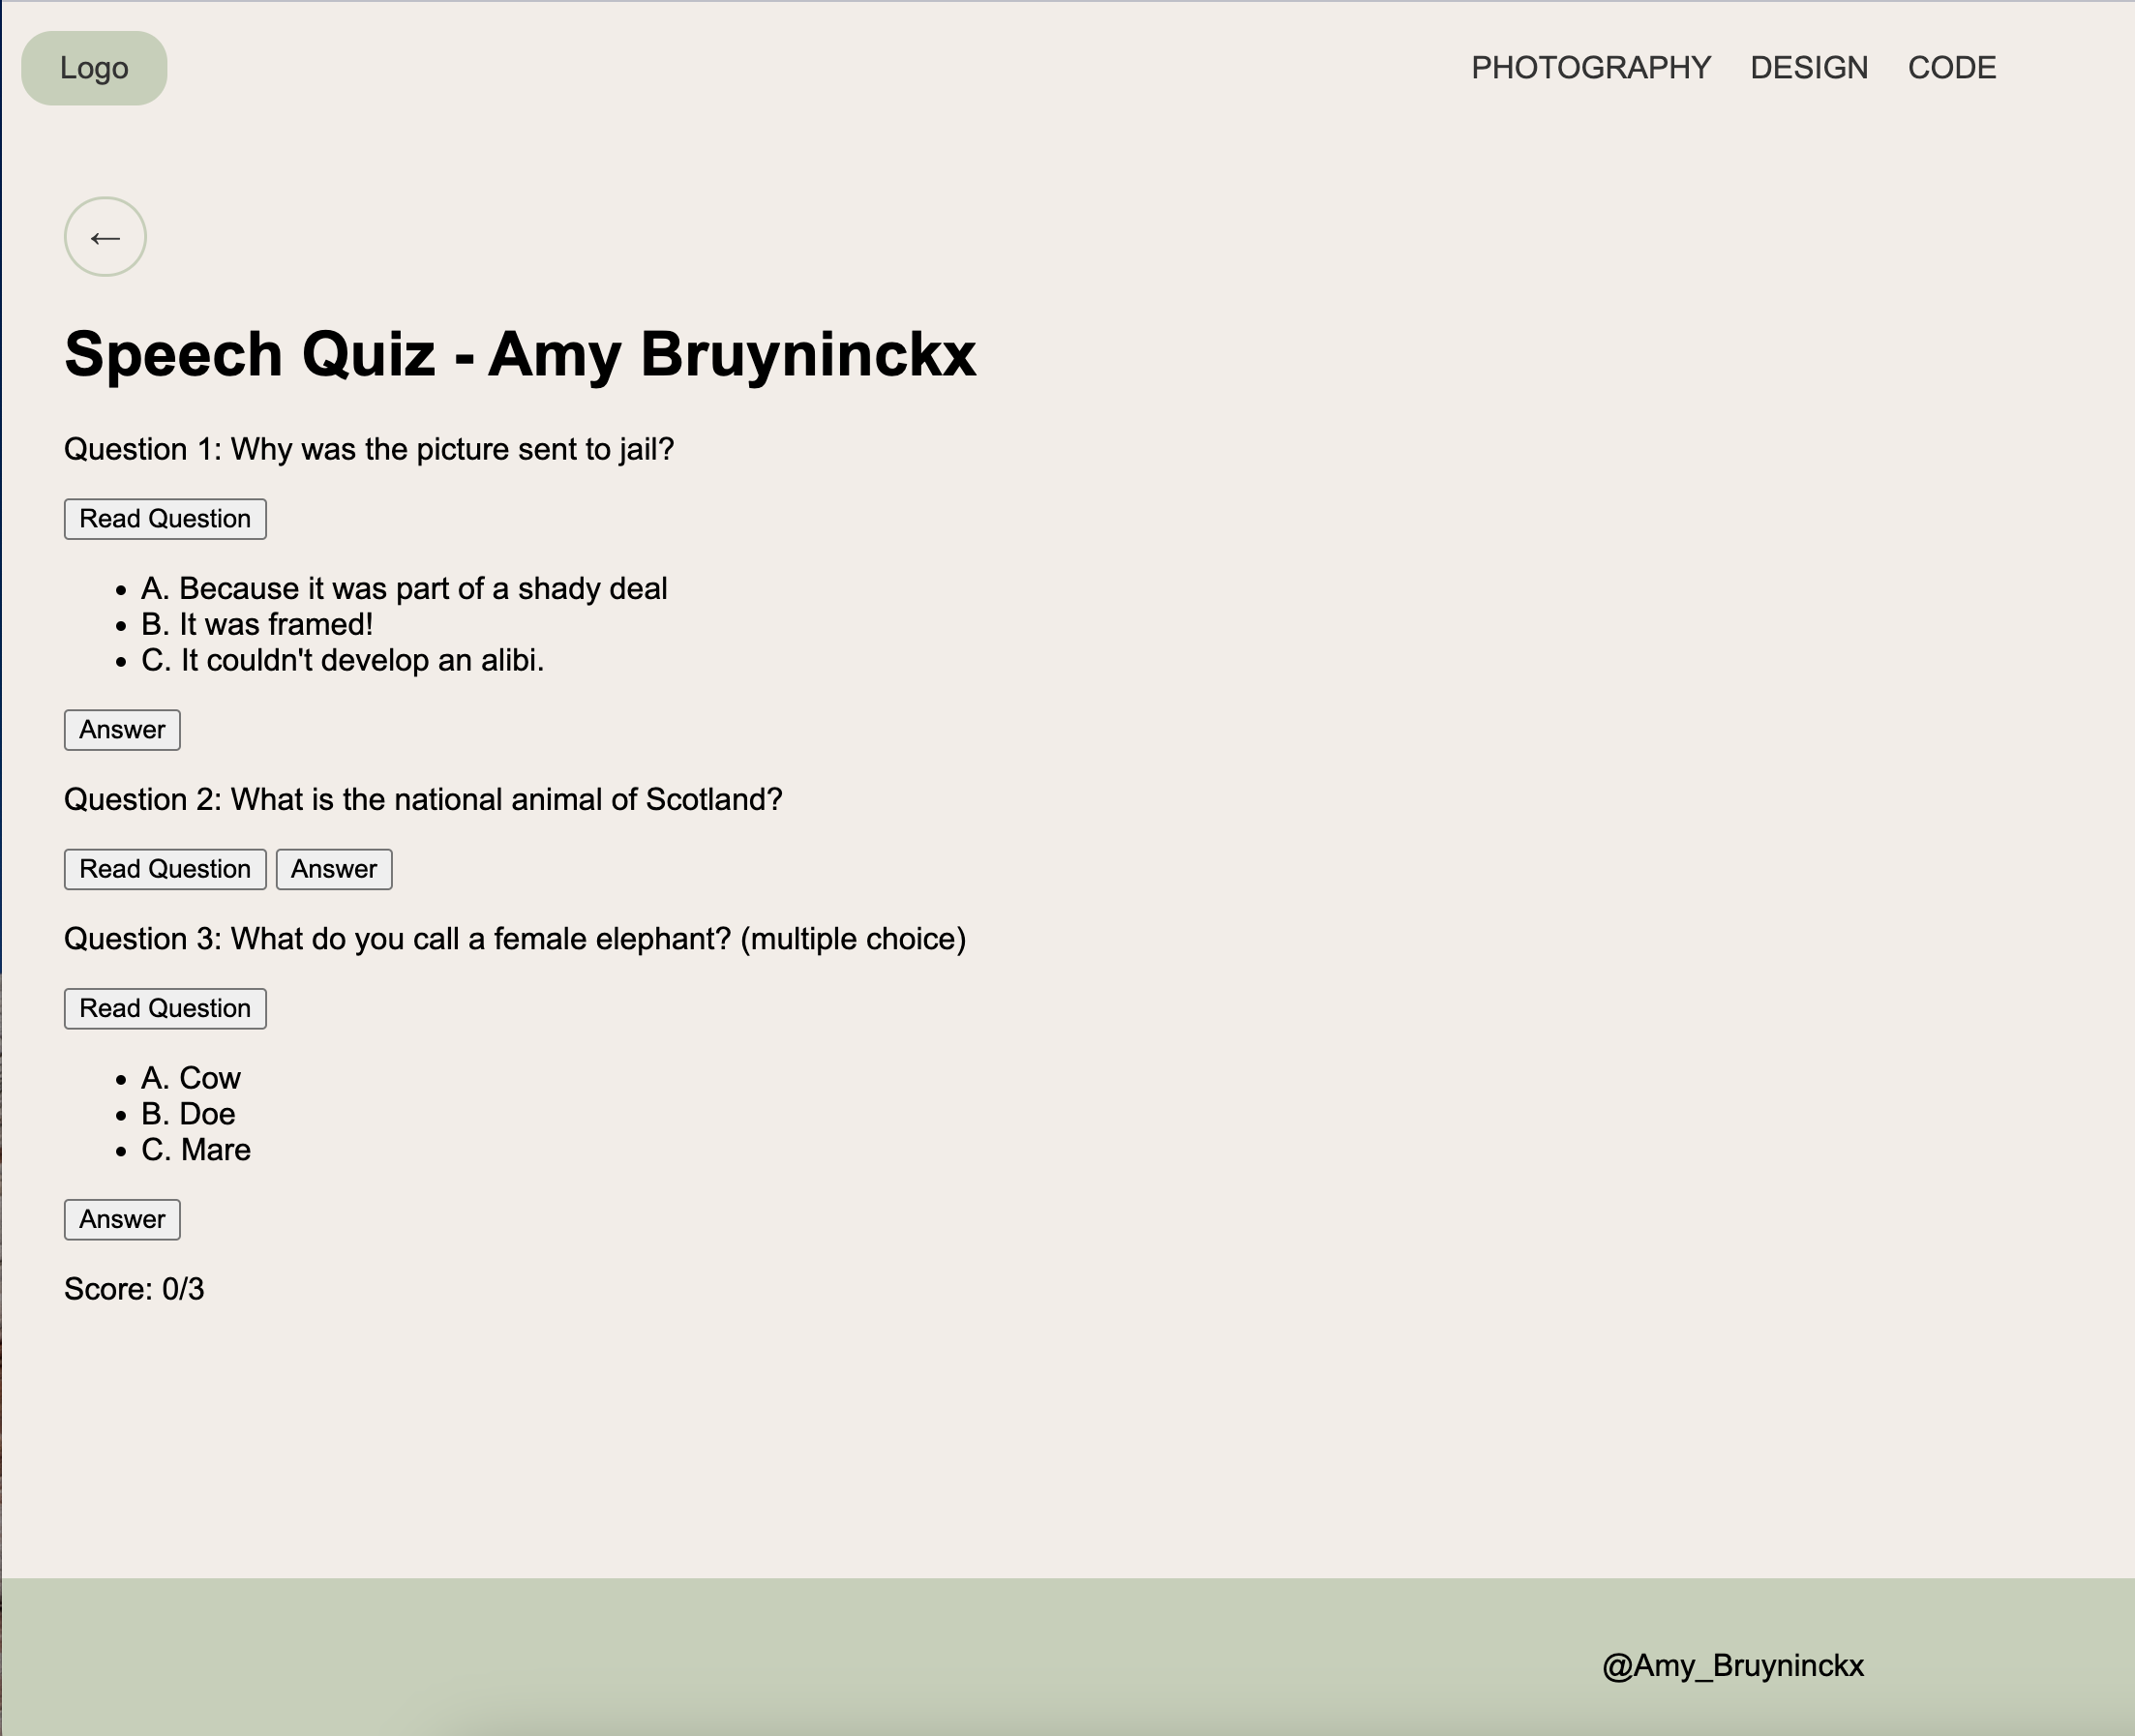 Logo
PHOTOGRAPHY DESIGN CODE
←
Speech Quiz - Amy Bruyninckx
Question 1: Why was the picture sent to jail?
Read Question
• A. Because it was part of a shady deal
• B. It was framed!
• C. It couldn't develop an alibi.
Answer
Question 2: What is the national animal of Scotland?
Read Question Answer
Question 3: What do you call a female elephant? (multiple choice)
Read Question
• A. Cow
• B. Doe
• C. Mare
Answer
Score: 0/3
@Amy_Bruyninckx